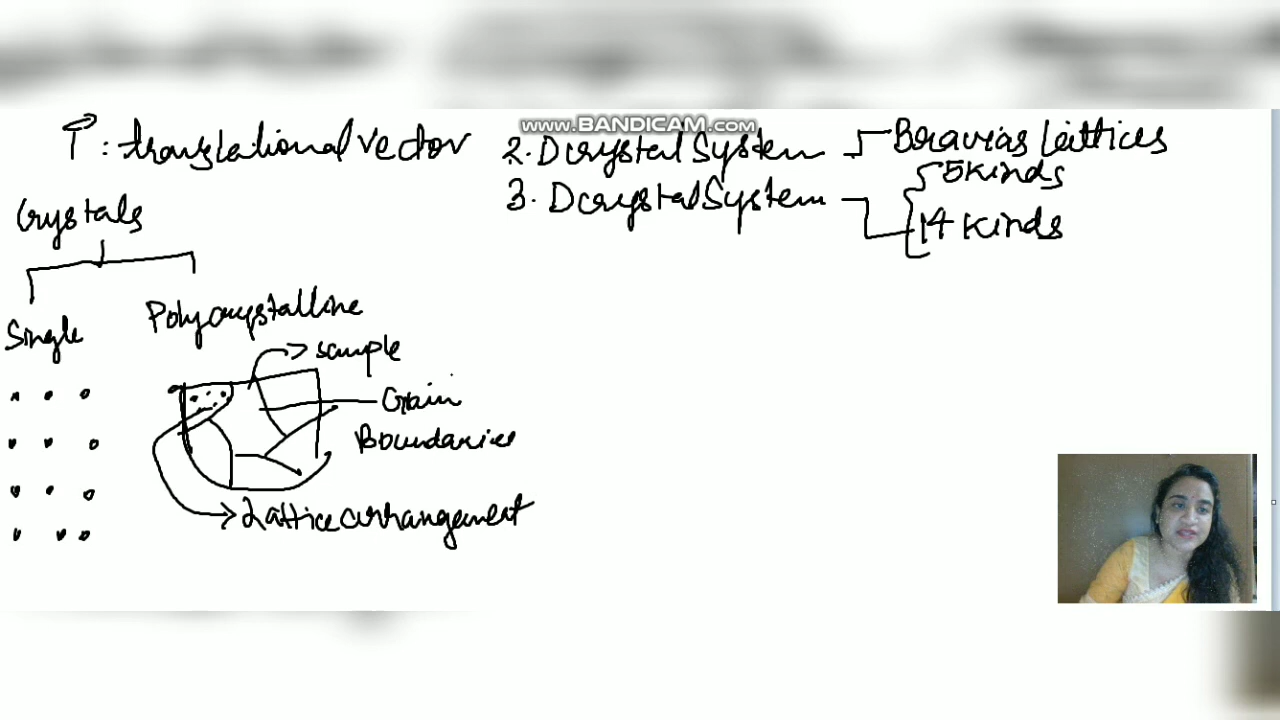 www.BANDICAM.com
T : translational vector
2. D crystal System
Bravias lattices
5 kinds
3. D crystal System
14 kinds
Crystals
Single
Polycrystalline
sample
Grain
Boundaries
Lattice arrangement